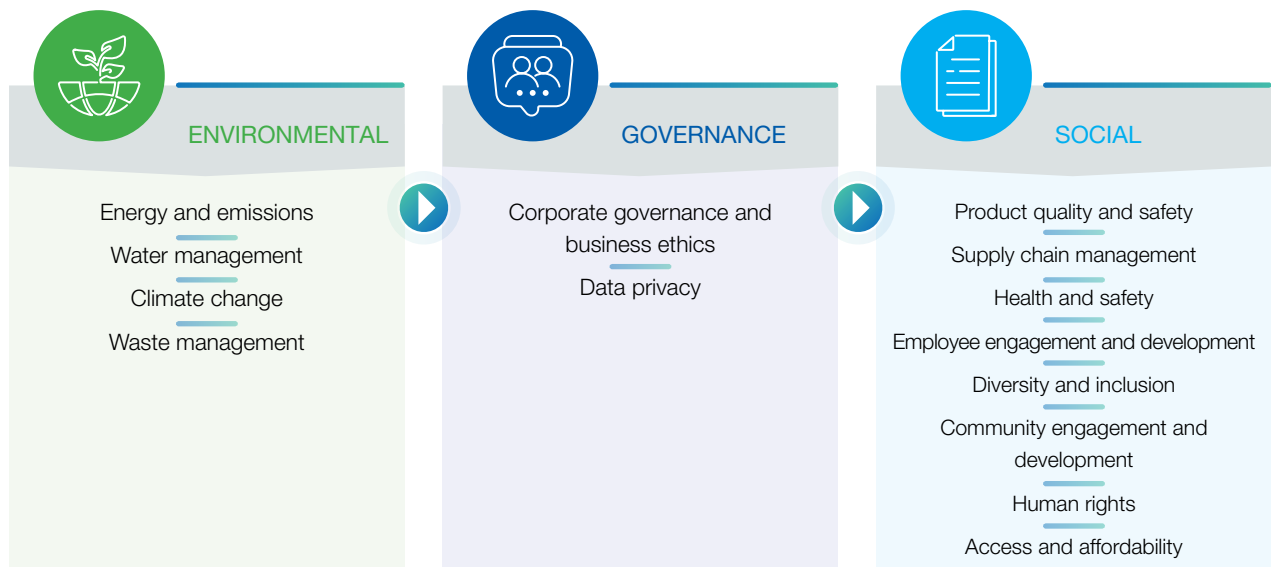 ENVIRONMENTAL
Energy and emissions
Water management
Climate change
Waste management
GOVERNANCE
Corporate governance and
business ethics
Data privacy
SOCIAL
Product quality and safety
Supply chain management
Health and safety
Employee engagement and development
Diversity and inclusion
Community engagement and
development
Human rights
Access and affordability